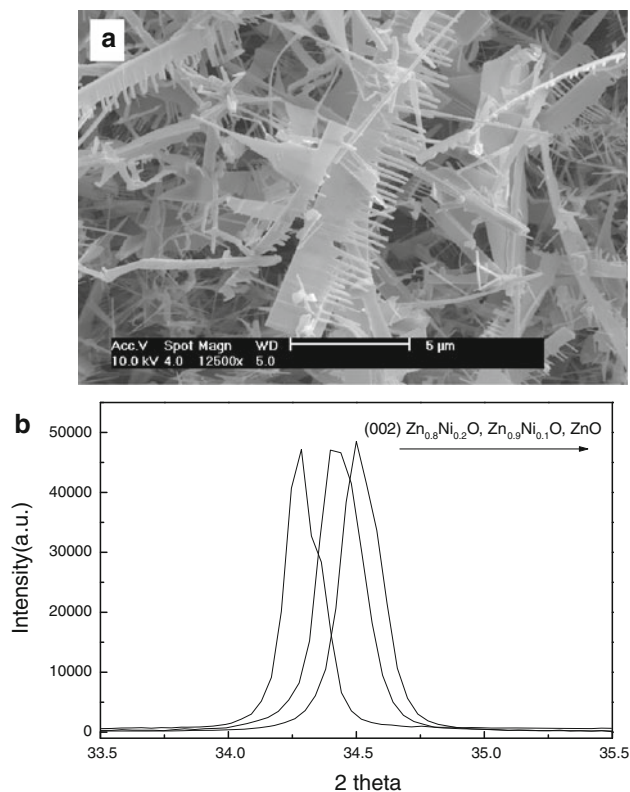 a
Acc.V Spot Magn WD
10.0 kV 4.0 12500x 5.0
5 µm
b
50000
(002) Zn0.8Ni0.2O, Zn0.9Ni0.1O, ZnO
40000
30000
20000
10000
0
Intensity(a.u.)
33.5 34.0 34.5 35.0 35.5
2 theta